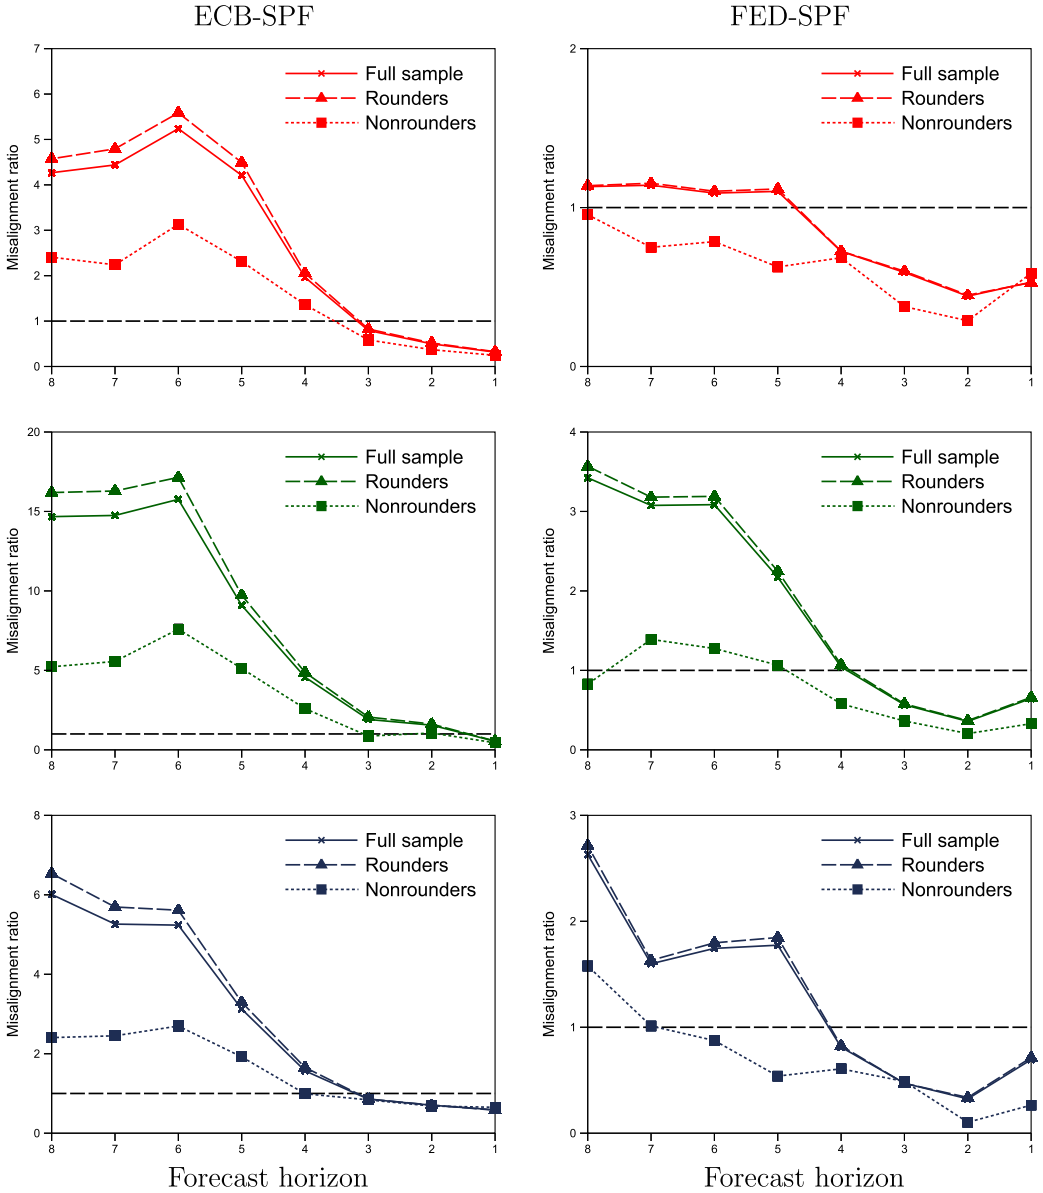 ECB-SPF
FED-SPF
Misalignment ratio
7
6
5
4
3
2
1
0
Full sample
Rounders
Nonrounders
8 7 6 5 4 3 2 1
Misalignment ratio
2
1
0
Full sample
Rounders
Nonrounders
8 7 6 5 4 3 2 1
Misalignment ratio
20
15
10
5
0
Full sample
Rounders
Nonrounders
8 7 6 5 4 3 2 1
Misalignment ratio
4
3
2
1
0
Full sample
Rounders
Nonrounders
8 7 6 5 4 3 2 1
Misalignment ratio
8
6
4
2
0
Full sample
Rounders
Nonrounders
8 7 6 5 4 3 2 1
Forecast horizon
Misalignment ratio
3
2
1
0
Full sample
Rounders
Nonrounders
8 7 6 5 4 3 2 1
Forecast horizon